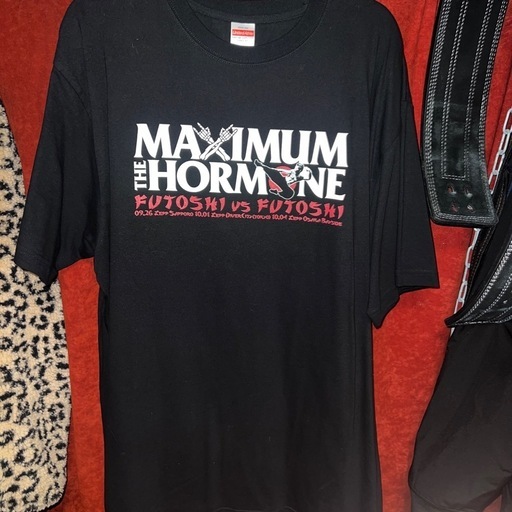 MAXIMUM
THE HORMONE
FUTOSHI VS FUTOSHI
09.26 ZEPP SAPPORO 10.01 ZEPP DIVERCITY(TOKYO) 10.04 ZEPP OSAKA BAYSIDE